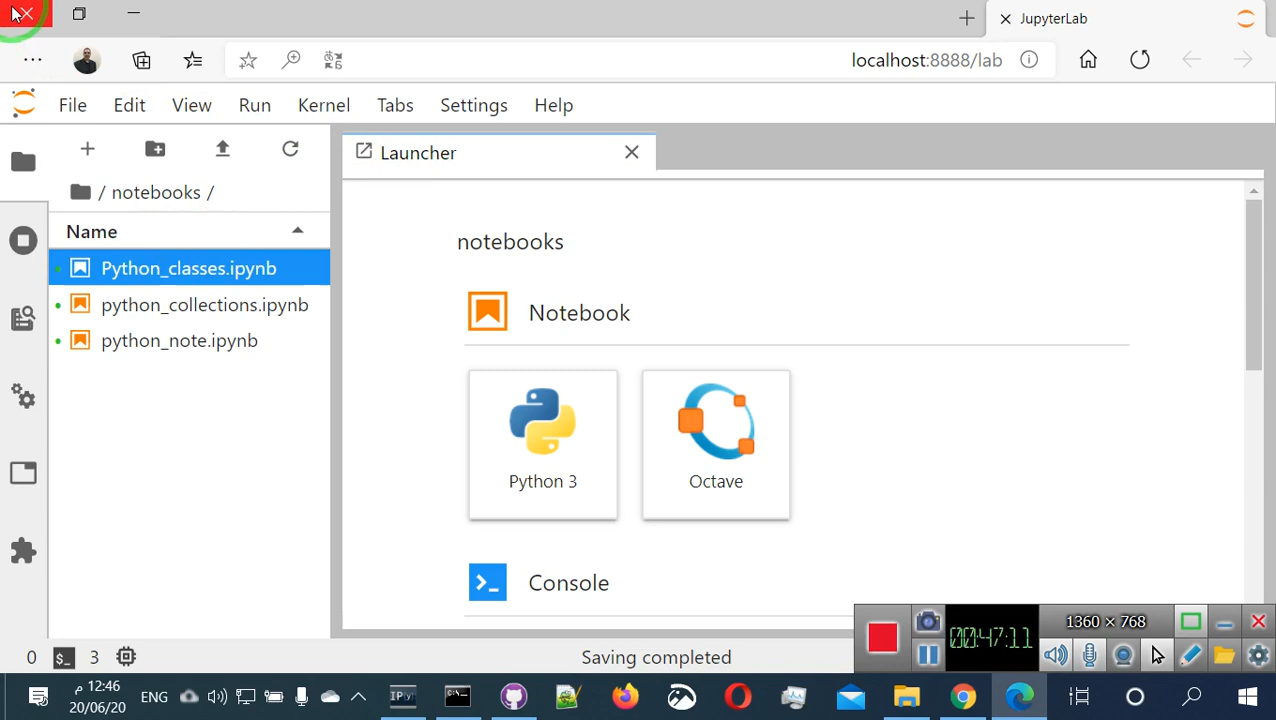 JupyterLab
localhost:8888/lab
File Edit View Run Kernel Tabs Settings Help
Launcher
/ notebooks /
Name
Python_classes.ipynb
python_collections.ipynb
python_note.ipynb
notebooks
Notebook
Python 3
Octave
Console
1360 × 768
00:47:11
0 $_ 3 Saving completed
12:46 م
20/06/20
ENG
IPy